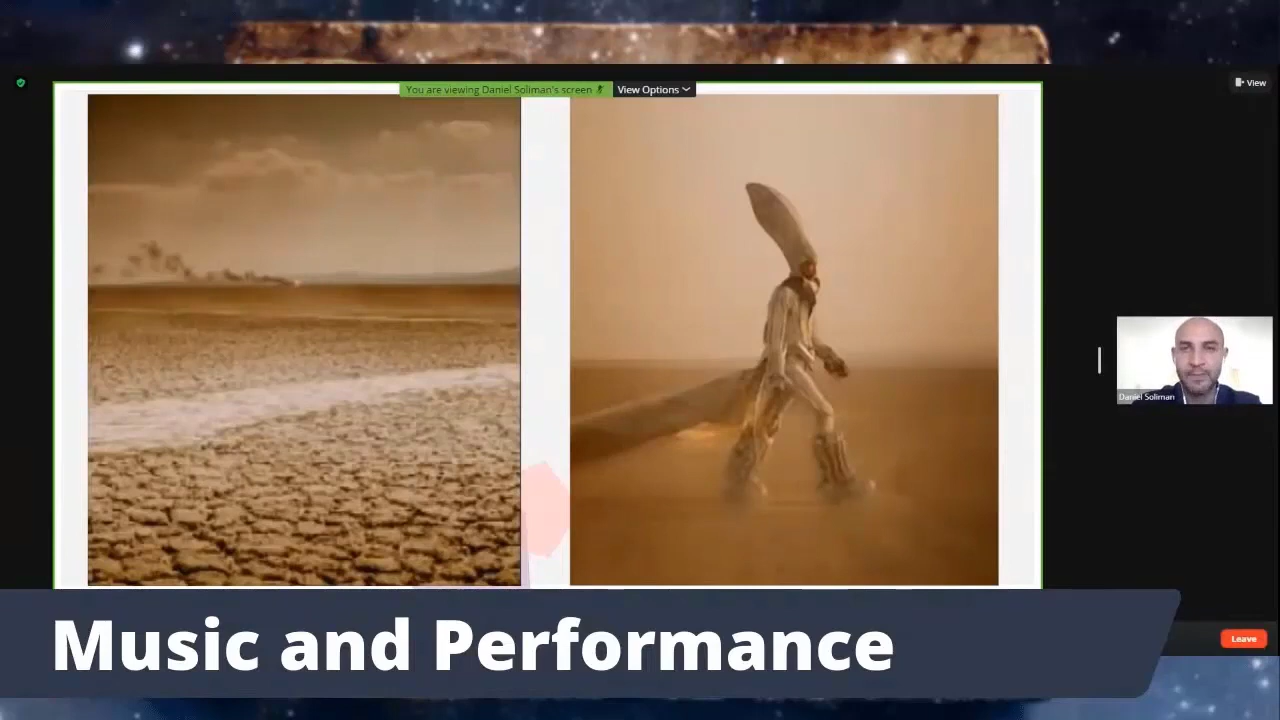 You are viewing Daniel Soliman's screen
View Options
View
Daniel Soliman
Leave
Music and Performance